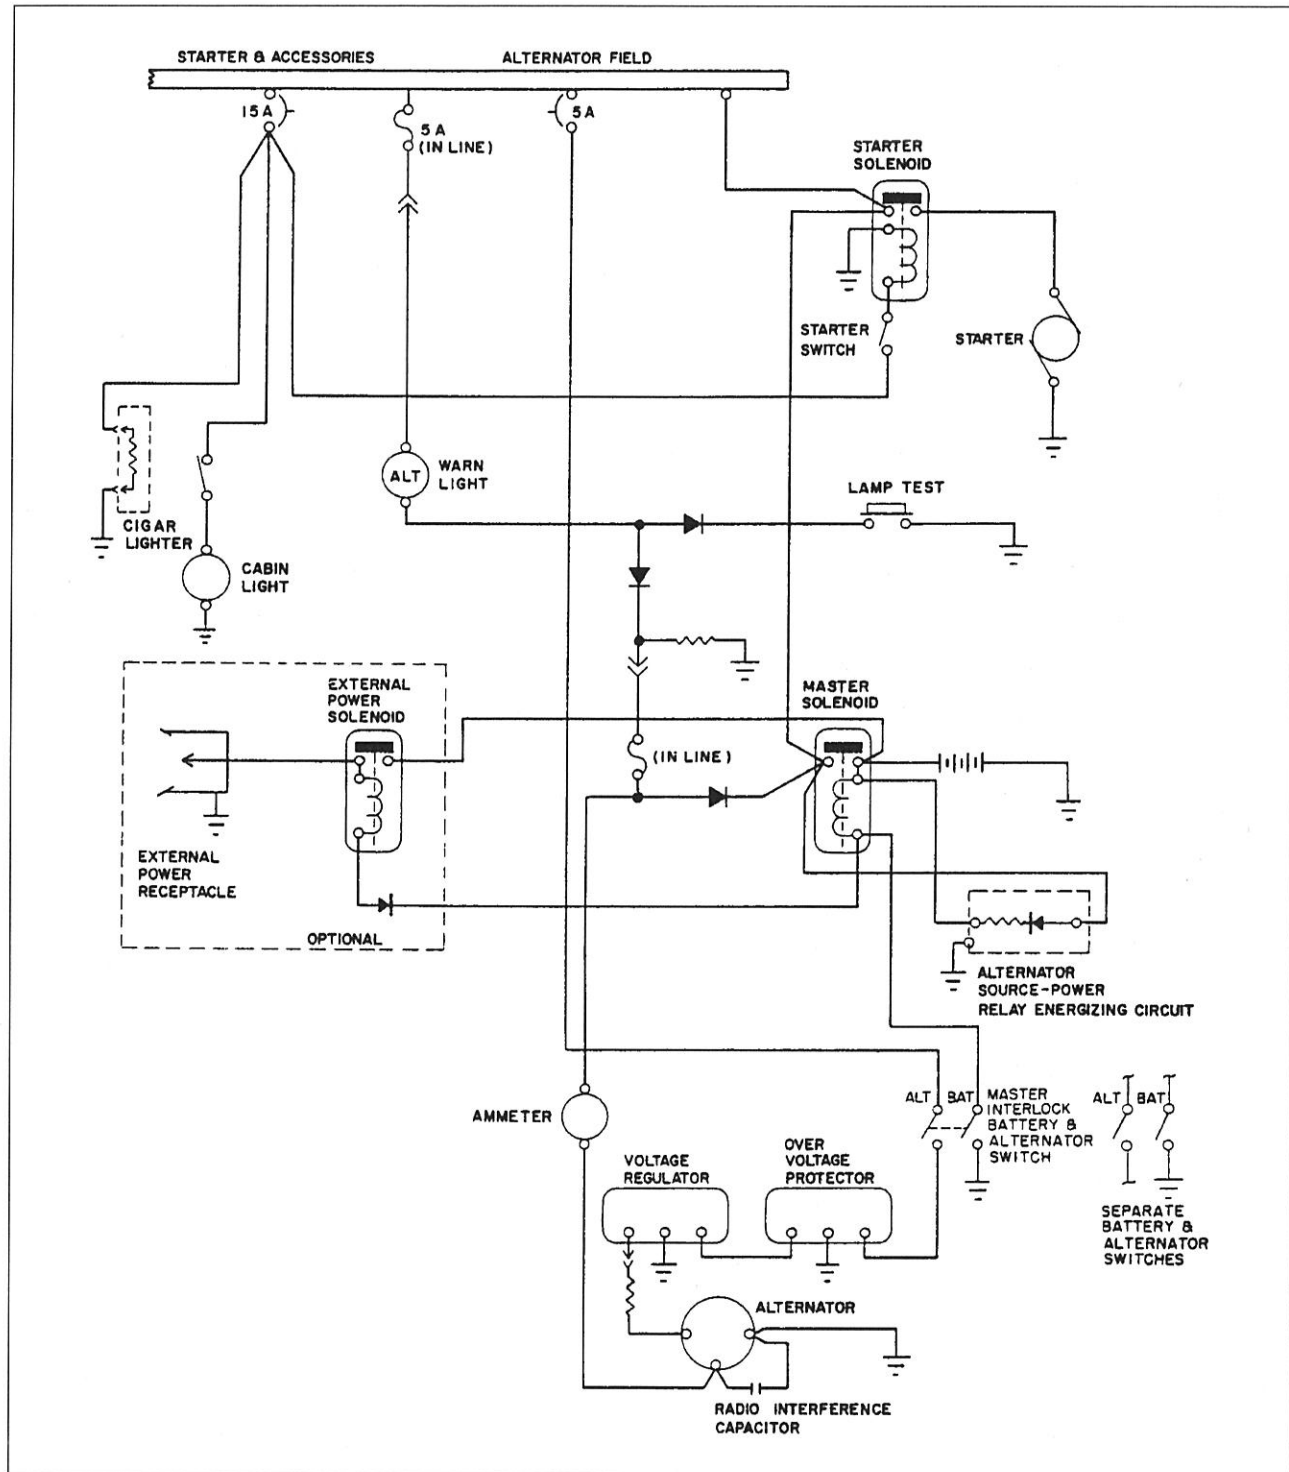 STARTER & ACCESSORIES
ALTERNATOR FIELD
15A
5A
(IN LINE)
5A
STARTER
SOLENOID
STARTER
SWITCH
STARTER
ALT
WARN
LIGHT
LAMP TEST
CIGAR
LIGHTER
CABIN
LIGHT
EXTERNAL
POWER
SOLENOID
MASTER
SOLENOID
(IN LINE)
EXTERNAL
POWER
RECEPTACLE
OPTIONAL
ALTERNATOR
SOURCE-POWER
RELAY ENERGIZING CIRCUIT
AMMETER
ALT BAT
MASTER
INTERLOCK
BATTERY &
ALTERNATOR
SWITCH
ALT BAT
SEPARATE
BATTERY &
ALTERNATOR
SWITCHES
VOLTAGE
REGULATOR
OVER
VOLTAGE
PROTECTOR
ALTERNATOR
RADIO INTERFERENCE
CAPACITOR